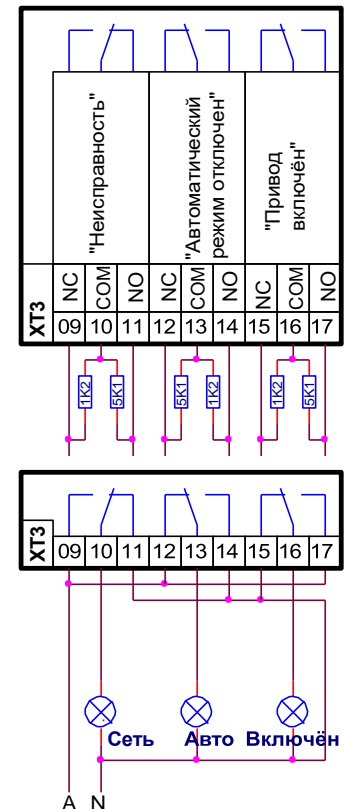 "Неисправность"
"Автоматический
режим отключен"
"Привод
включён"
NC COM NO NC COM NO NC COM NO
XT3 09 10 11 12 13 14 15 16 17
1K2 5K1 5K1 1K2 1K2 5K1
XT3 09 10 11 12 13 14 15 16 17
Сеть Авто Включён
A N